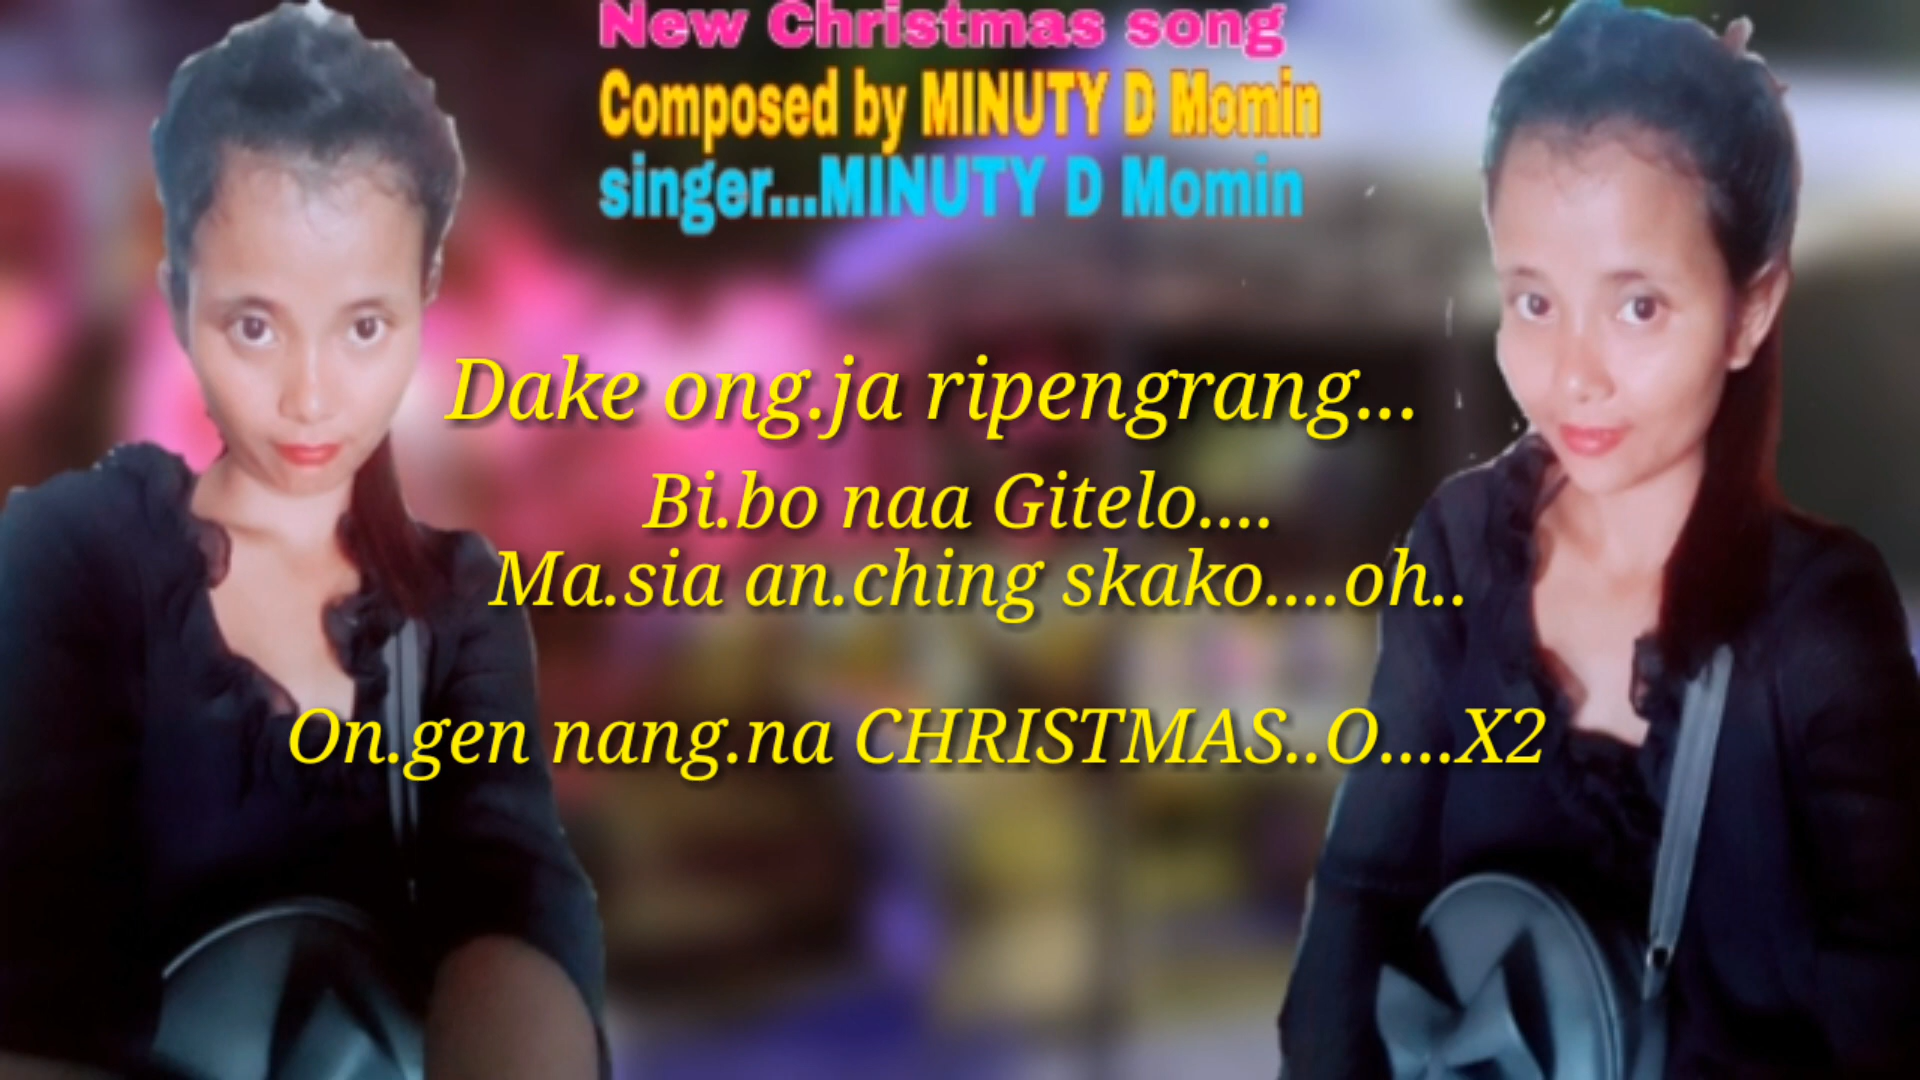 New Christmas song
Composed by MINUTY D Momin
singer...MINUTY D Momin
Dake ong.ja ripengrang...
Bi.bo naa Gitelo....
Ma.sia an.ching skako....oh..
On.gen nang.na CHRISTMAS..O....X2